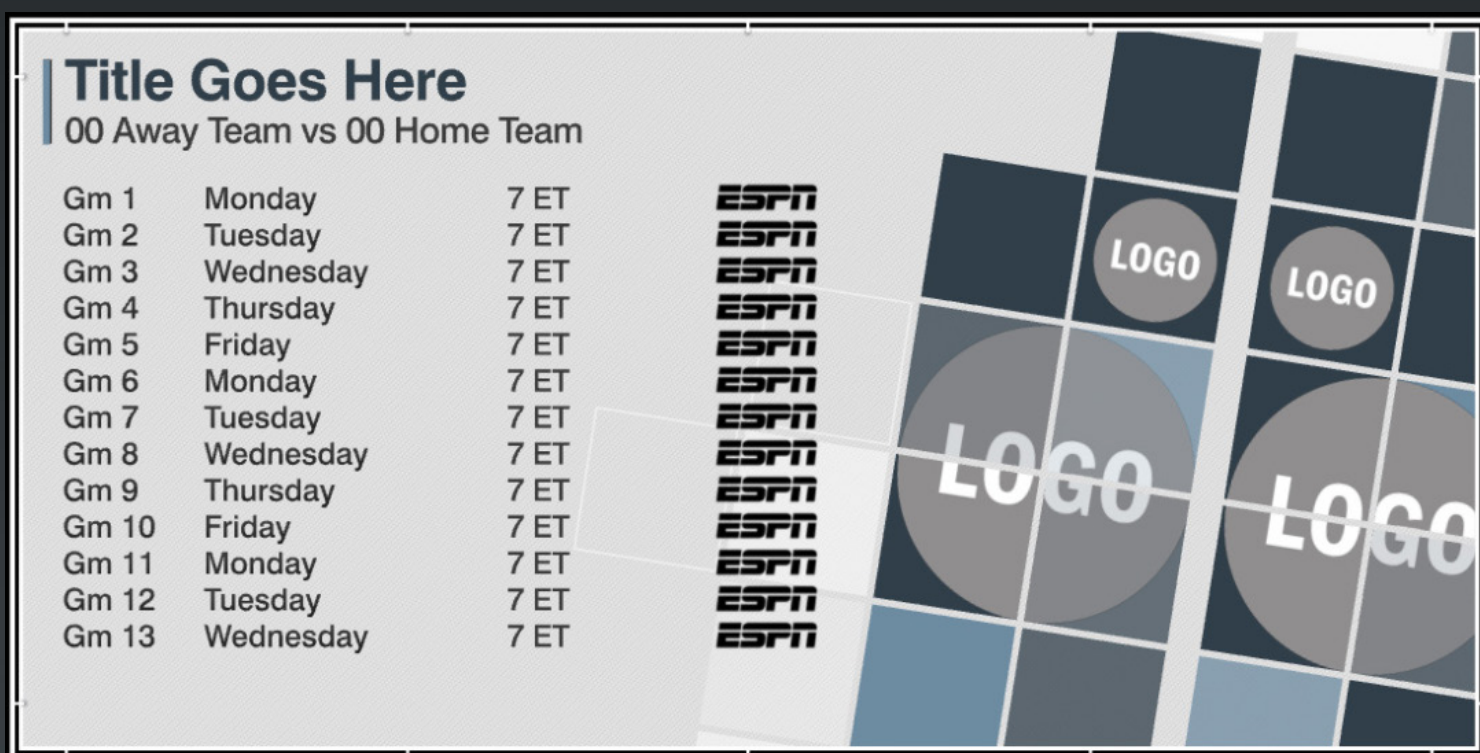 Title Goes Here
00 Away Team vs 00 Home Team
Gm 1 Monday 7 ET ESPN
Gm 2 Tuesday 7 ET ESPN
Gm 3 Wednesday 7 ET ESPN
Gm 4 Thursday 7 ET ESPN
Gm 5 Friday 7 ET ESPN
Gm 6 Monday 7 ET ESPN
Gm 7 Tuesday 7 ET ESPN
Gm 8 Wednesday 7 ET ESPN
Gm 9 Thursday 7 ET ESPN
Gm 10 Friday 7 ET ESPN
Gm 11 Monday 7 ET ESPN
Gm 12 Tuesday 7 ET ESPN
Gm 13 Wednesday 7 ET ESPN
LOGO
LOGO
LOGO
LOGO